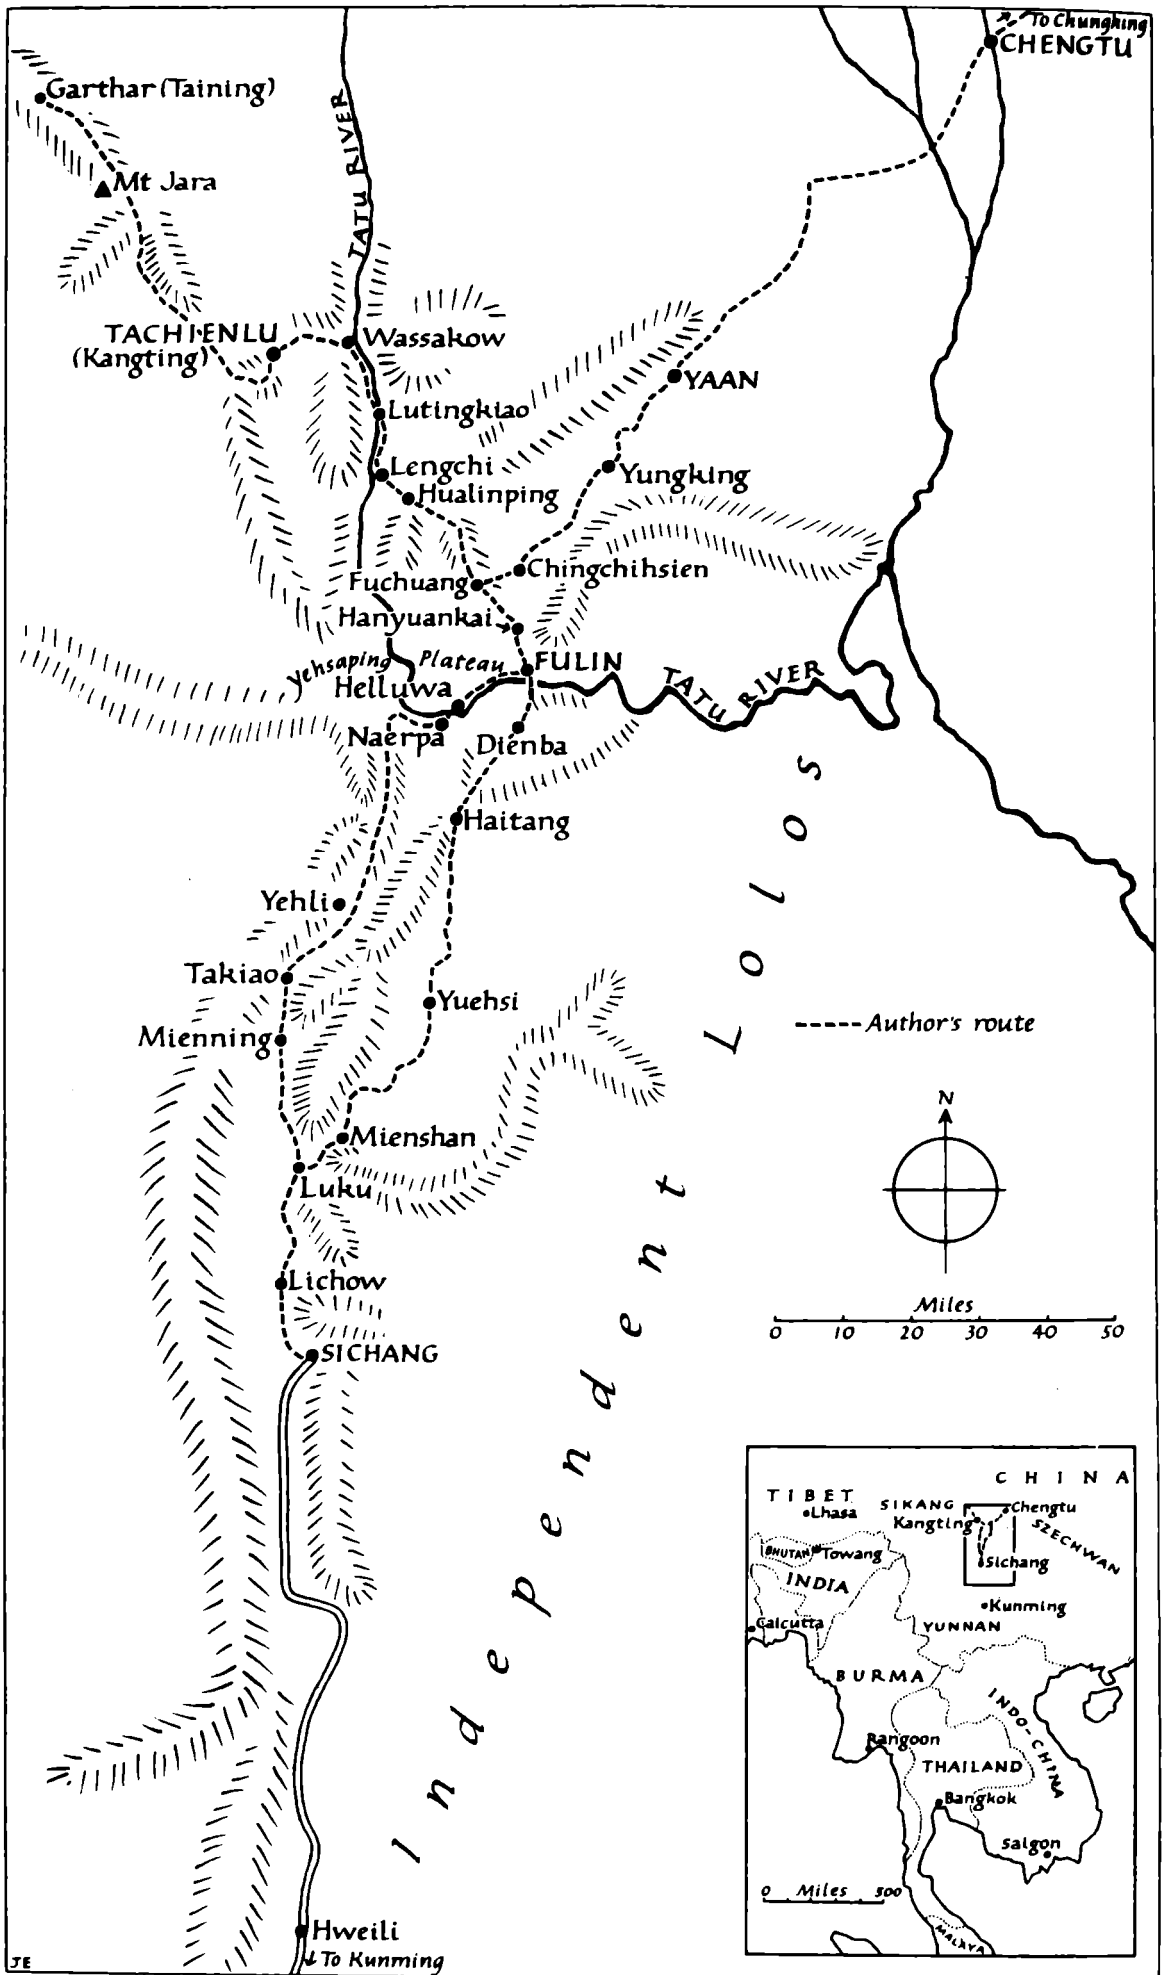 To Chungking
CHENGTU
Garthar (Taining)
TATU RIVER
Mt Jara
TACHIENLU
(Kangting)
Wassakow
YAAN
Lutingkiao
Lengchi
Yungking
Hualinping
Chingchihsien
Fuchuang
Hanyuankai
Yehsaping Plateau
FULIN
TATU RIVER
Helluwa
Naerpa
Dienba
Haitang
Yehli
Takiao
Yuehsi
Mienning
Author's route
Mienshan
Luku
Independent Lolos
N
Lichow
Miles
0 10 20 30 40 50
SICHANG
CHINA
TIBET
Lhasa
SIKANG
Chengtu
Kangting
SZECHWAN
BHUTAN
Towang
Sichang
INDIA
Kunming
Calcutta
YUNNAN
BURMA
INDO-CHINA
Rangoon
THAILAND
Bangkok
Saigon
0 Miles 500
MALAYA
Hweili
To Kunming
JE